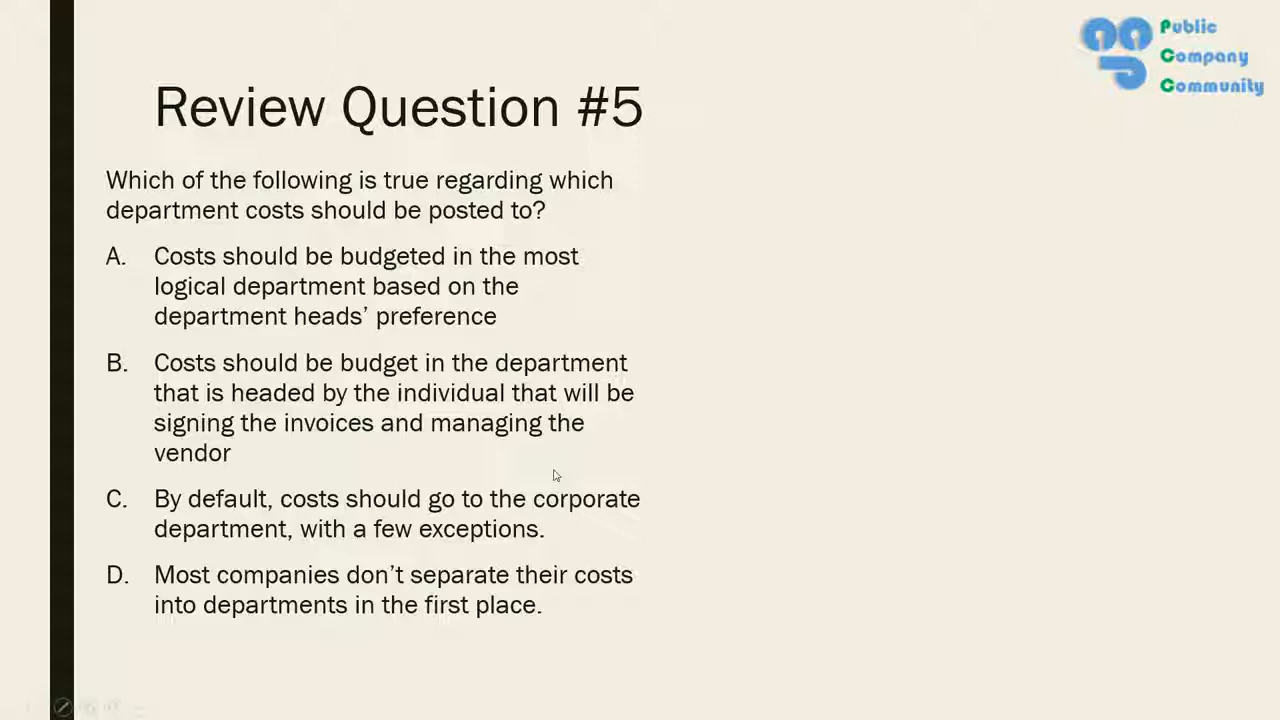 Public
Company
Community
Review Question #5
Which of the following is true regarding which
department costs should be posted to?
A. Costs should be budgeted in the most
logical department based on the
department heads’ preference
B. Costs should be budget in the department
that is headed by the individual that will be
signing the invoices and managing the
vendor
C. By default, costs should go to the corporate
department, with a few exceptions.
D. Most companies don’t separate their costs
into departments in the first place.